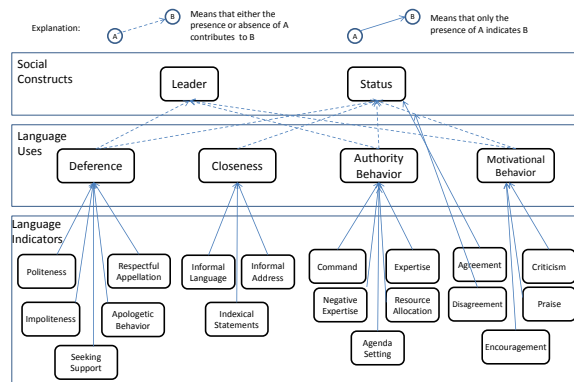 Explanation:
A
B
Means that either the
presence or absence of A
contributes to B
A
B
Means that only the
presence of A indicates B
Social
Constructs
Leader
Status
Language
Uses
Deference
Closeness
Authority
Behavior
Motivational
Behavior
Language
Indicators
Politeness
Respectful
Appellation
Informal
Language
Informal
Address
Command
Expertise
Agreement
Criticism
Impoliteness
Apologetic
Behavior
Indexical
Statements
Negative
Expertise
Resource
Allocation
Disagreement
Praise
Seeking
Support
Agenda
Setting
Encouragement